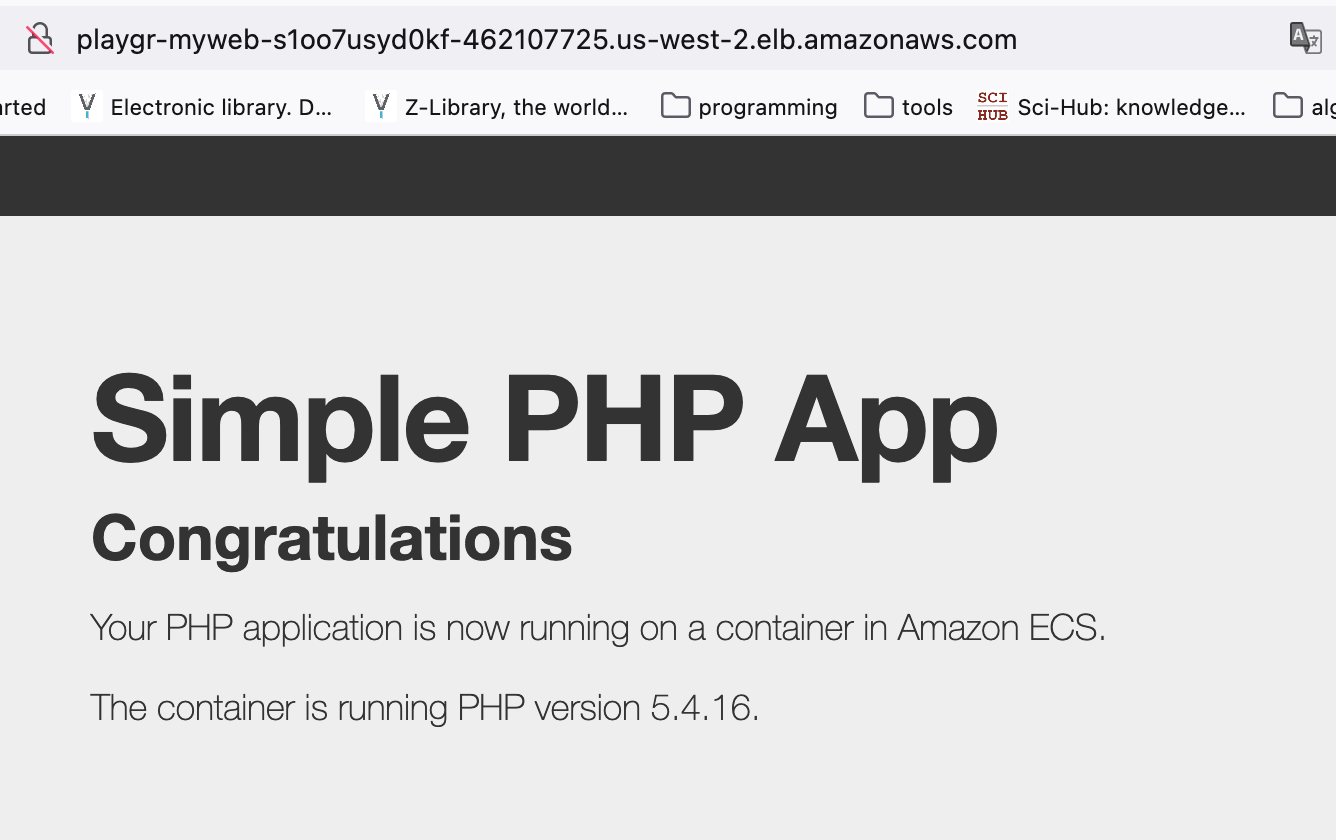 playgr-myweb-s1oo7usyd0kf-462107725.us-west-2.elb.amazonaws.com
arted Electronic library. D... Z-Library, the world... programming tools SCI HUB Sci-Hub: knowledge... alg
Simple PHP App
Congratulations
Your PHP application is now running on a container in Amazon ECS.
The container is running PHP version 5.4.16.